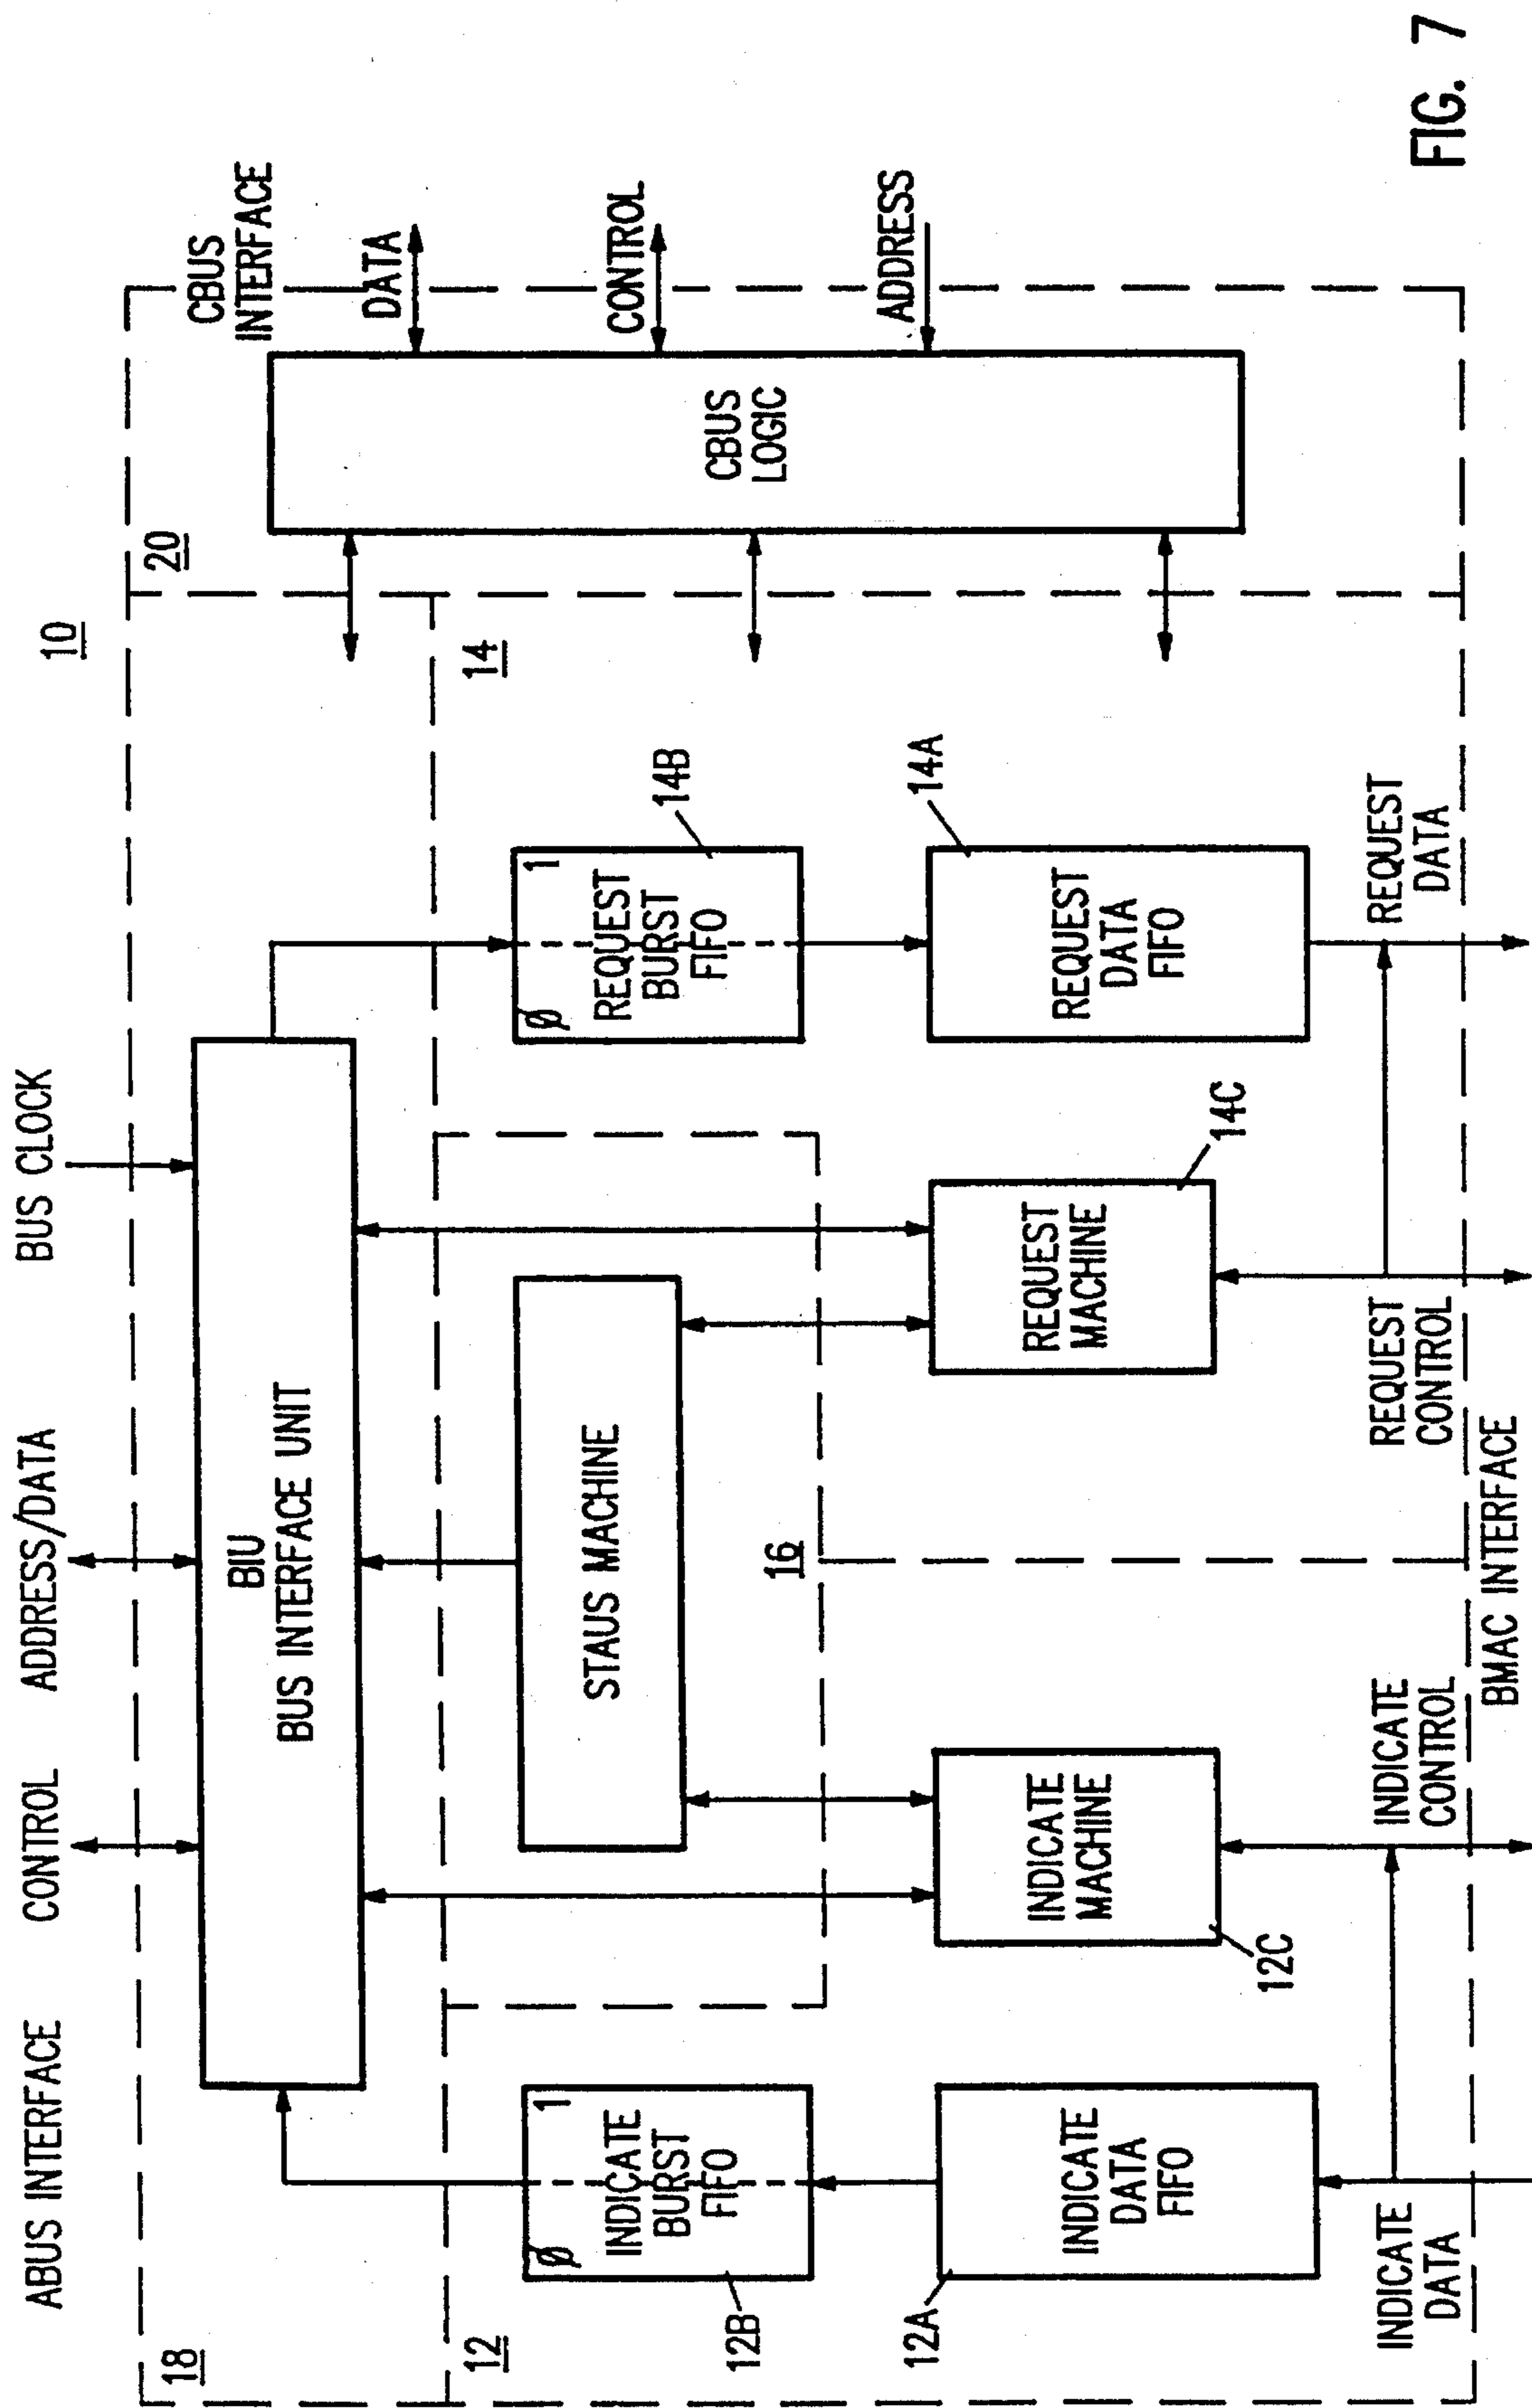 ABUS INTERFACE
CONTROL
ADDRESS/DATA
BUS CLOCK
10
18
20
CBUS
INTERFACE
BIU
BUS INTERFACE UNIT
DATA
CONTROL
ADDRESS
CBUS
LOGIC
12
14
16
Ø
1
INDICATE
BURST
FIFO
12B
STAUS MACHINE
Ø
1
REQUEST
BURST
FIFO
14B
12A
INDICATE
DATA
FIFO
INDICATE
MACHINE
12C
REQUEST
MACHINE
14C
REQUEST
DATA
FIFO
14A
INDICATE
DATA
INDICATE
CONTROL
REQUEST
CONTROL
REQUEST
DATA
BMAC INTERFACE
FIG. 7